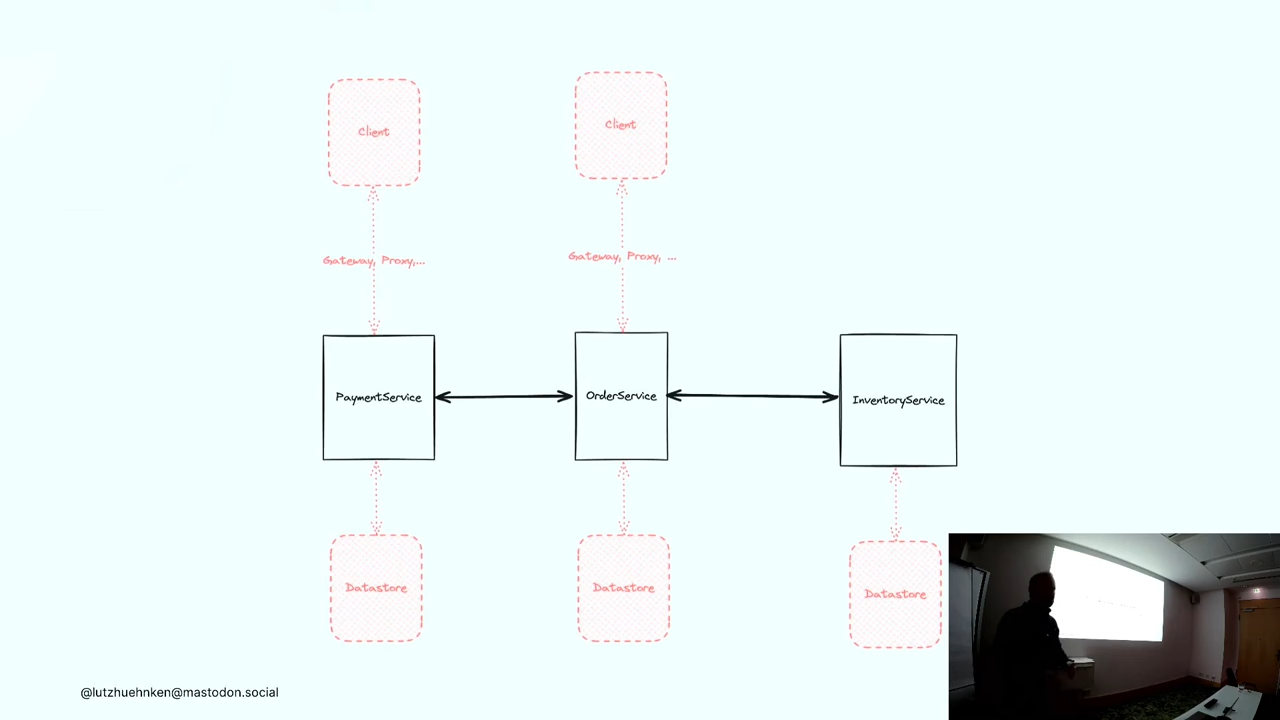 Client
Client
Gateway, Proxy,...
Gateway, Proxy, ...
PaymentService
OrderService
InventoryService
Datastore
Datastore
Datastore
@lutzhuehnken@mastodon.social